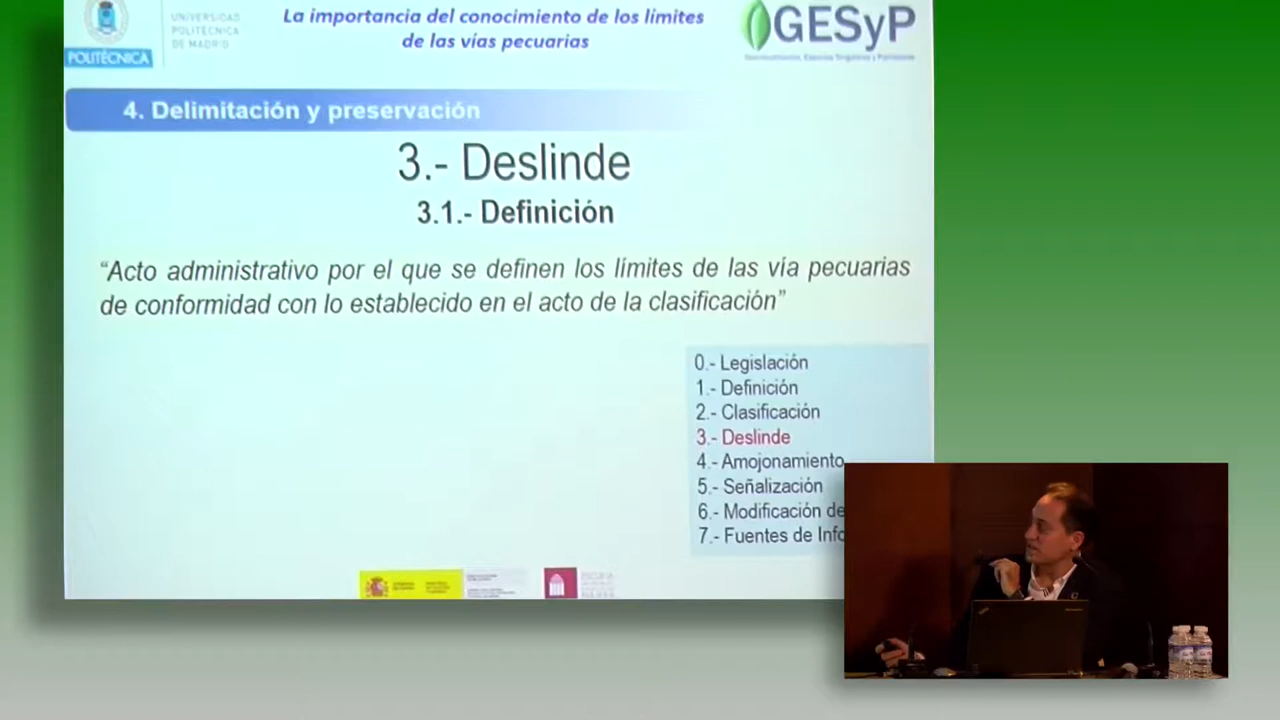 UNIVERSIDAD
POLITÉCNICA
DE MADRID
POLITÉCNICA
La importancia del conocimiento de los límites
de las vías pecuarias
GESyP
4. Delimitación y preservación
3.- Deslinde
3.1.- Definición
“Acto administrativo por el que se definen los límites de las vía pecuarias
de conformidad con lo establecido en el acto de la clasificación”
0.- Legislación
1.- Definición
2.- Clasificación
3.- Deslinde
4.- Amojonamiento
5.- Señalización
6.- Modificación de
7.- Fuentes de Info